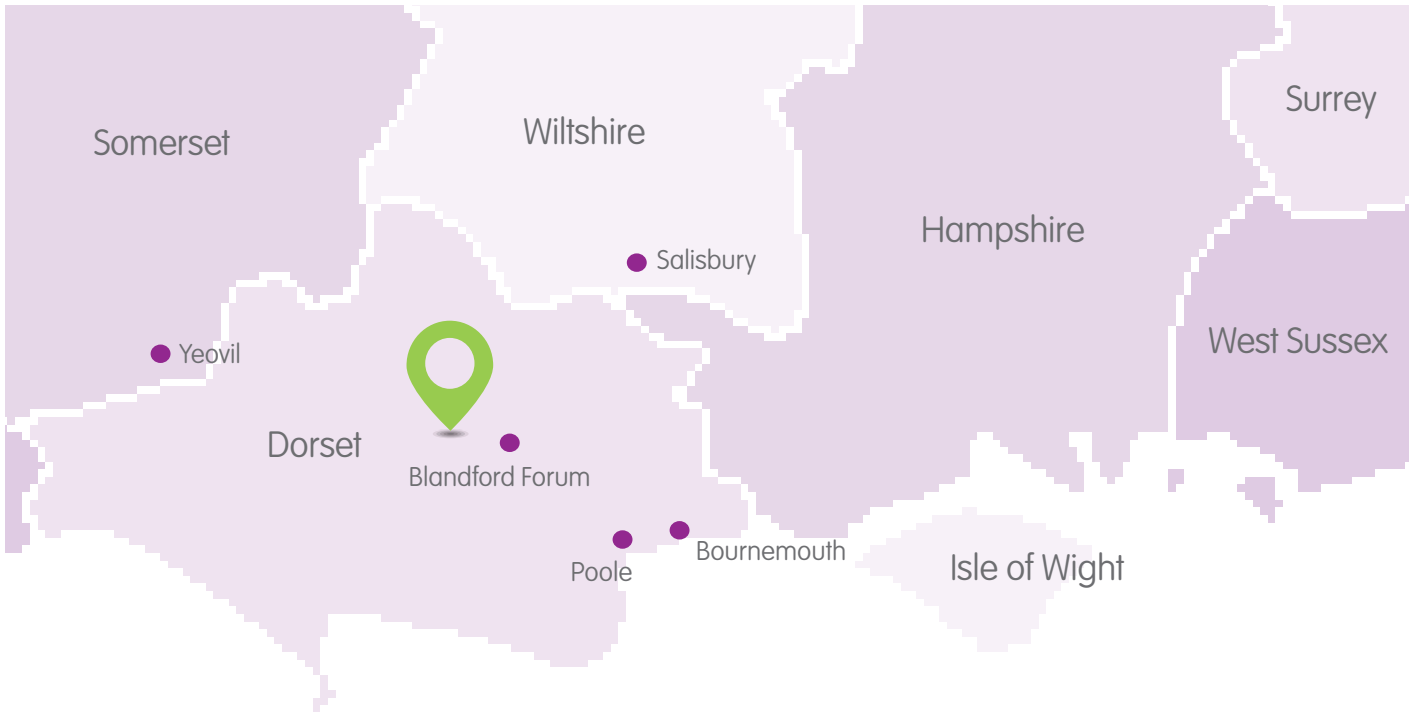 Surrey
Wiltshire
Somerset
Hampshire
Salisbury
West Sussex
Yeovil
Dorset
Blandford Forum
Bournemouth
Isle of Wight
Poole